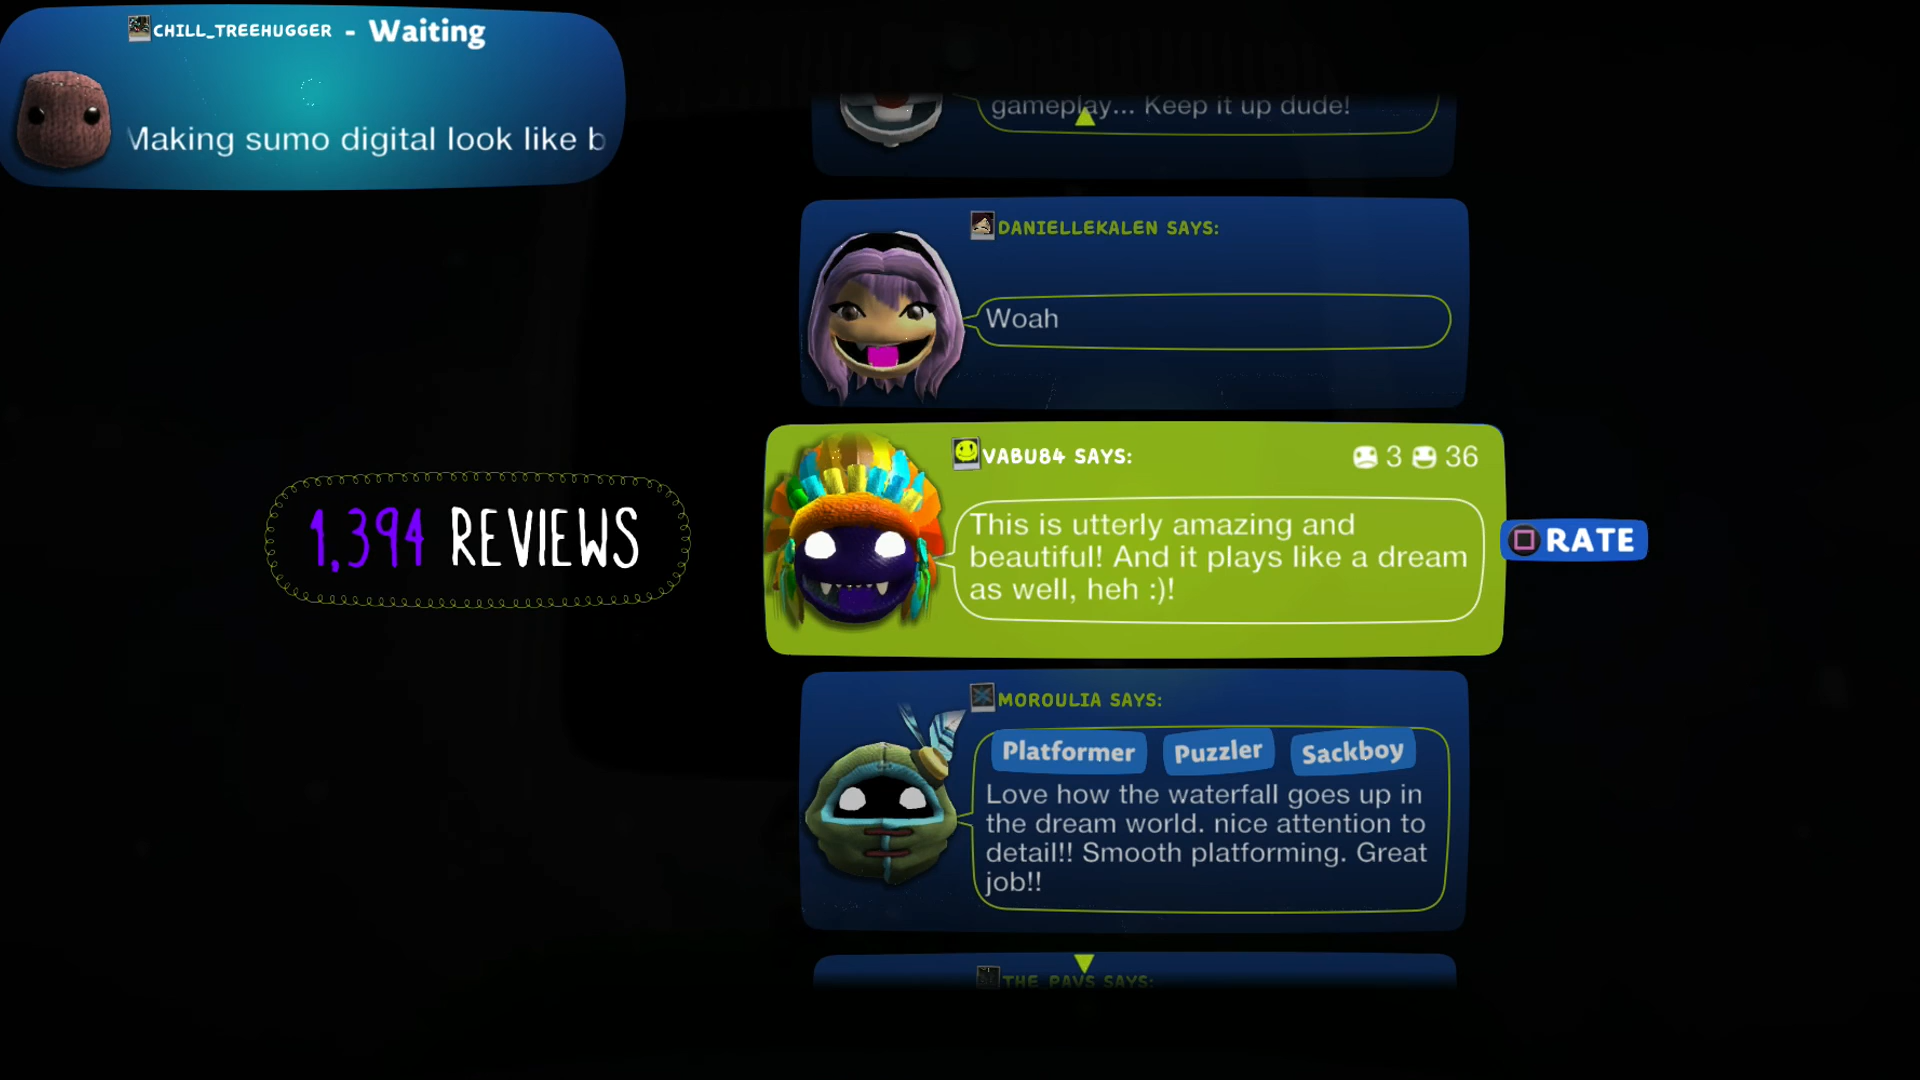 CHILL_TREEHUGGER - Waiting
Making sumo digital look like b
gameplay... Keep it up dude!
DANIELLEKALEN SAYS:
Woah
VABU84 SAYS:
3 36
This is utterly amazing and
beautiful! And it plays like a dream
as well, heh :)!
RATE
1,394 REVIEWS
MOROULIA SAYS:
Platformer Puzzler Sackboy
Love how the waterfall goes up in
the dream world. nice attention to
detail!! Smooth platforming. Great
job!!
THE_PAVS SAYS: